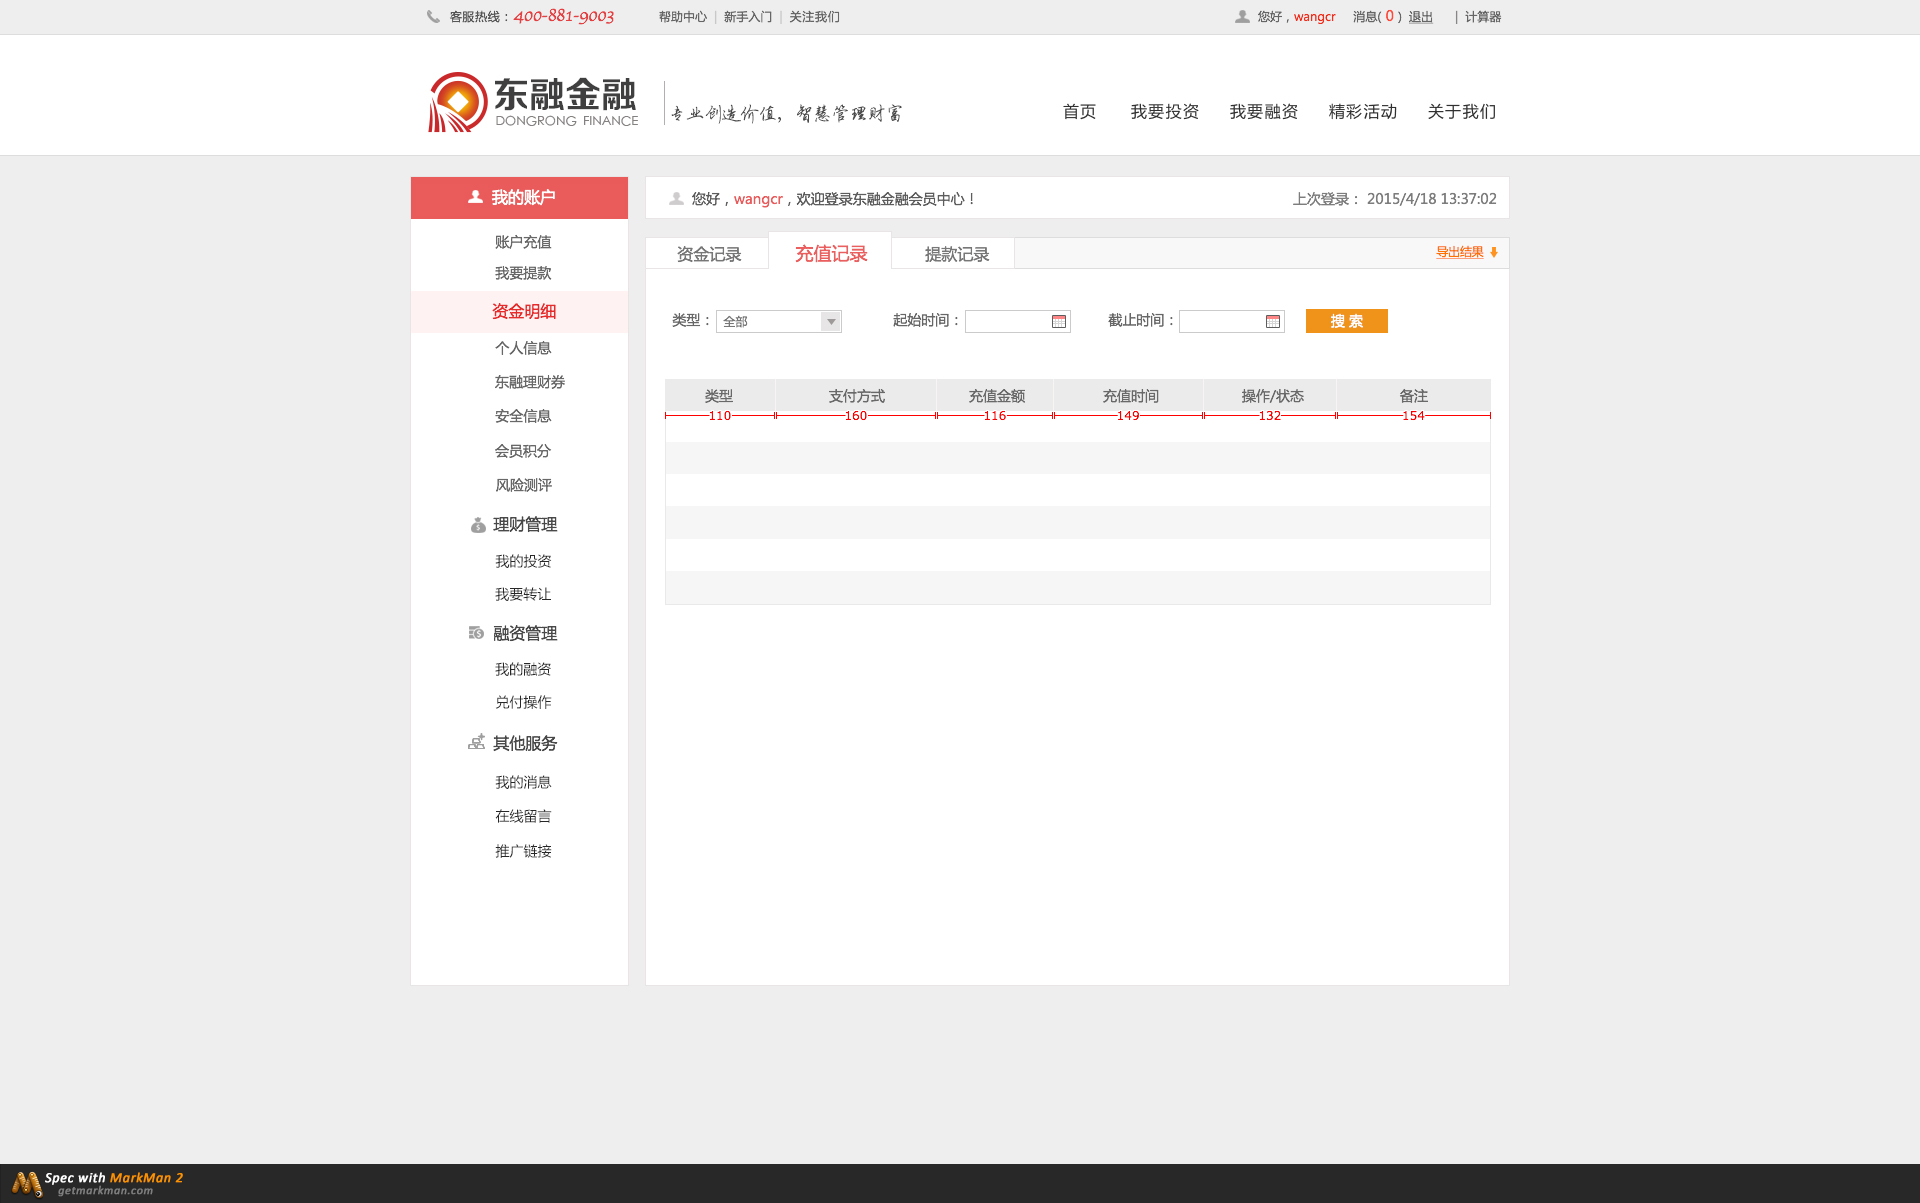 客服热线：400-881-9003 帮助中心 | 新手入门 | 关注我们 您好，wangcr 消息( 0 ) 退出 | 计算器
东融金融
DONGRONG FINANCE
专业创造价值，智慧管理财富
首页 我要投资 我要融资 精彩活动 关于我们
我的账户
账户充值
我要提款
资金明细
个人信息
东融理财券
安全信息
会员积分
风险测评
理财管理
我的投资
我要转让
融资管理
我的融资
兑付操作
其他服务
我的消息
在线留言
推广链接
您好，wangcr，欢迎登录东融金融会员中心！ 上次登录： 2015/4/18 13:37:02
资金记录 充值记录 提款记录 导出结果
类型： 全部 起始时间： 截止时间： 搜 索
类型 支付方式 充值金额 充值时间 操作/状态 备注
110 160 116 149 132 154
Spec with MarkMan 2
getmarkman.com